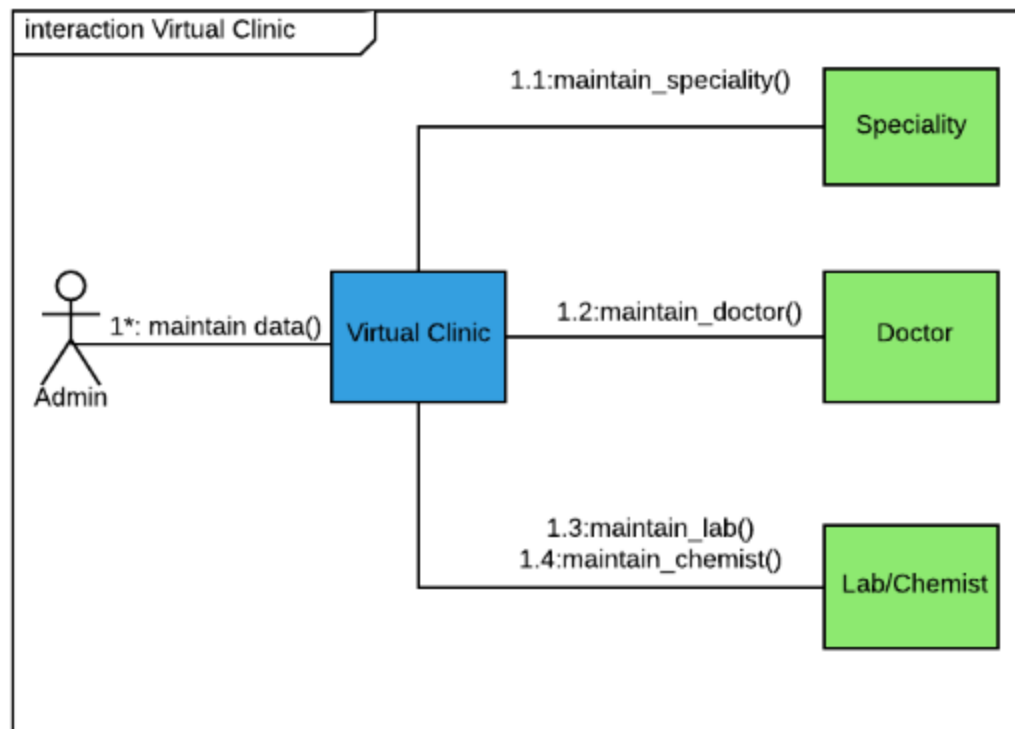 interaction Virtual Clinic
1.1:maintain_speciality()
Speciality
1*: maintain data()
Admin
Virtual Clinic
1.2:maintain_doctor()
Doctor
1.3:maintain_lab()
1.4:maintain_chemist()
Lab/Chemist